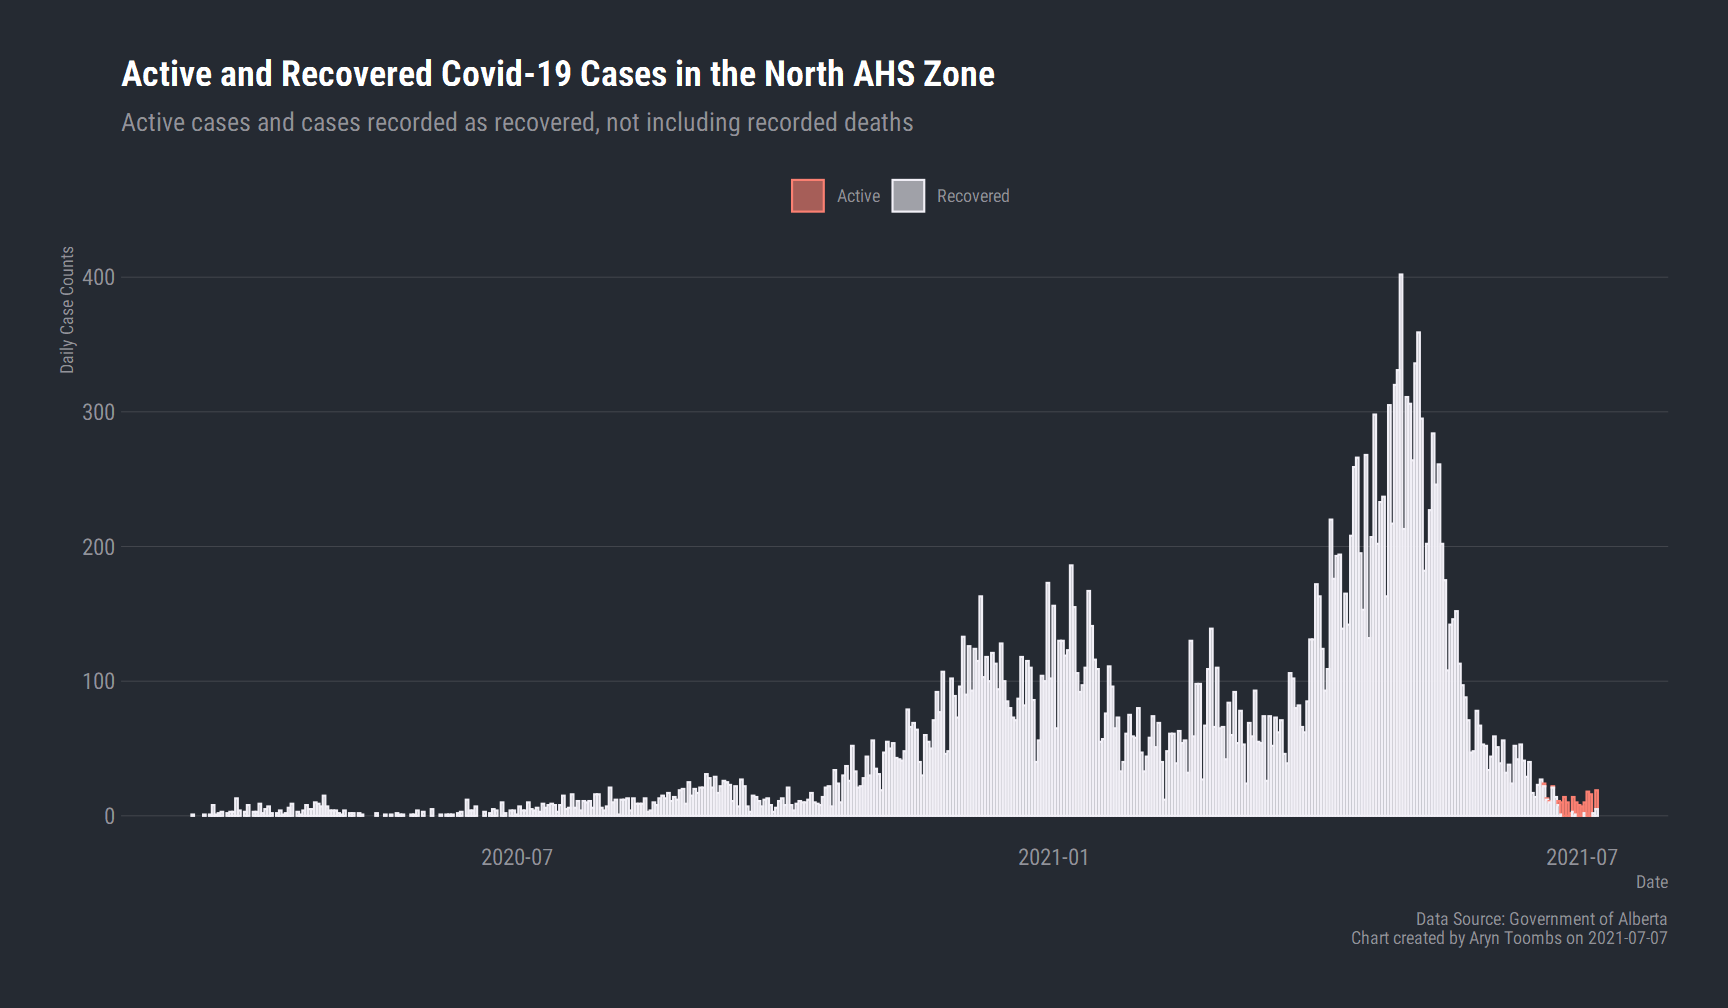 Active and Recovered Covid-19 Cases in the North AHS Zone
Active cases and cases recorded as recovered, not including recorded deaths
Active
Recovered
Daily Case Counts
400
300
200
100
0
2020-07
2021-01
2021-07
Date
Data Source: Government of Alberta
Chart created by Aryn Toombs on 2021-07-07